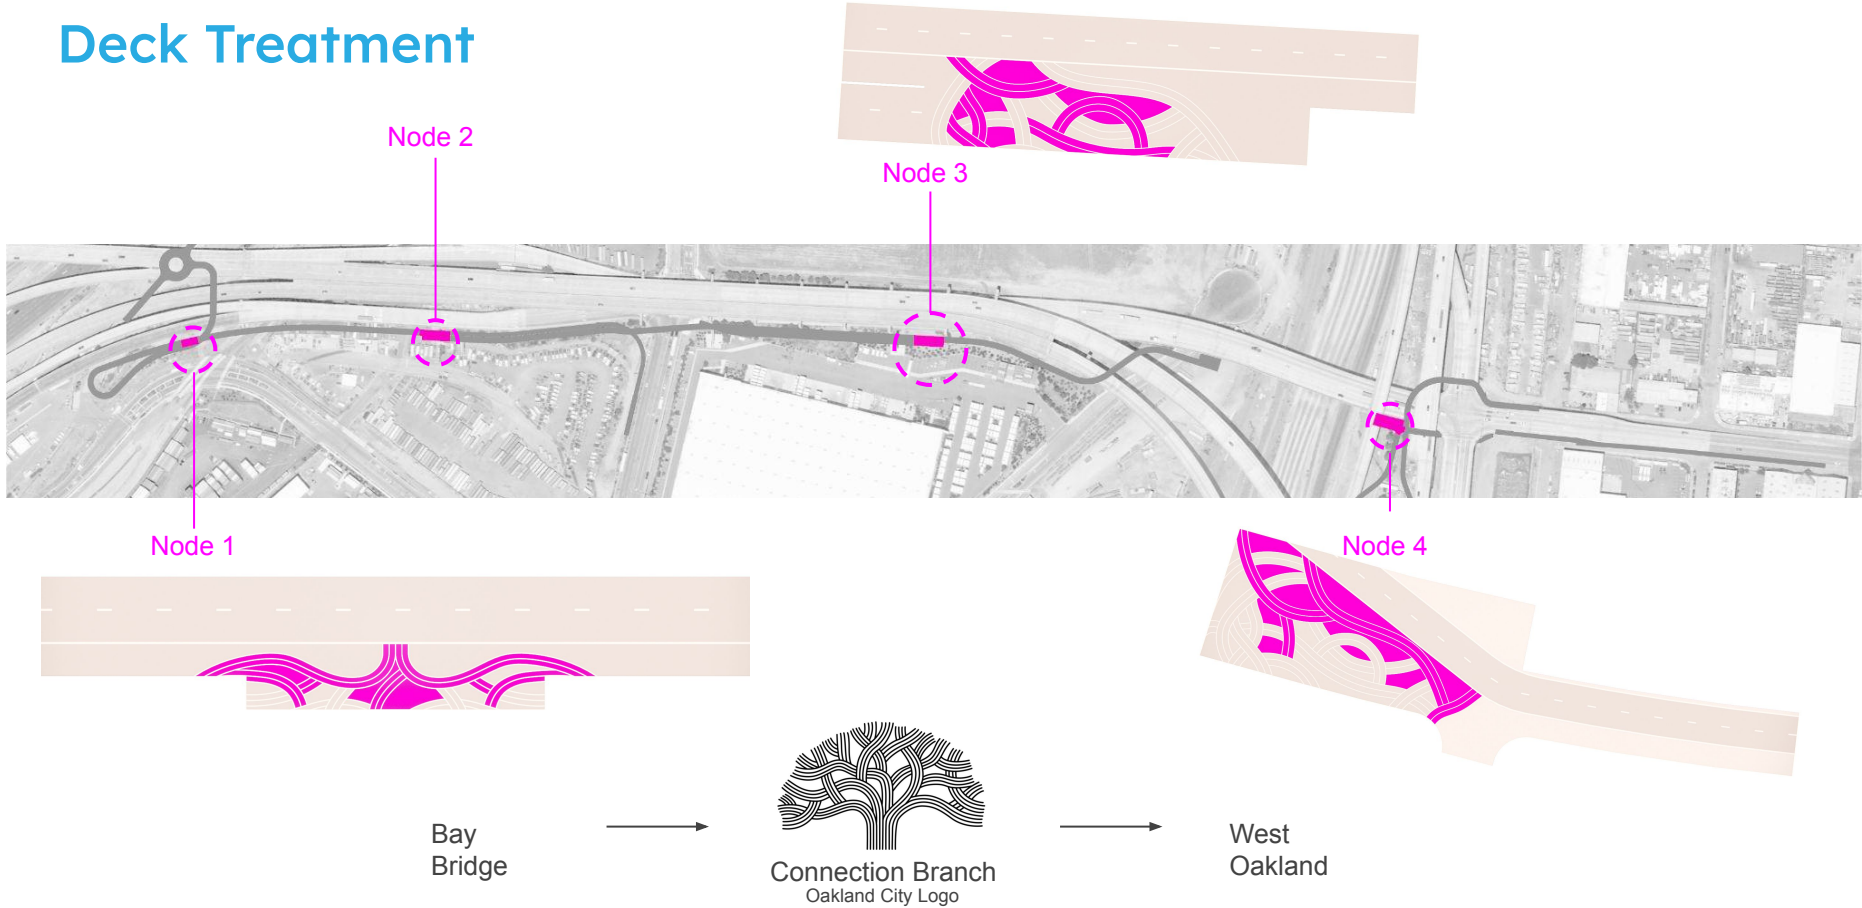 Deck Treatment
Node 2
Node 3
Node 1
Node 4
Bay
Bridge
Connection Branch
Oakland City Logo
West
Oakland